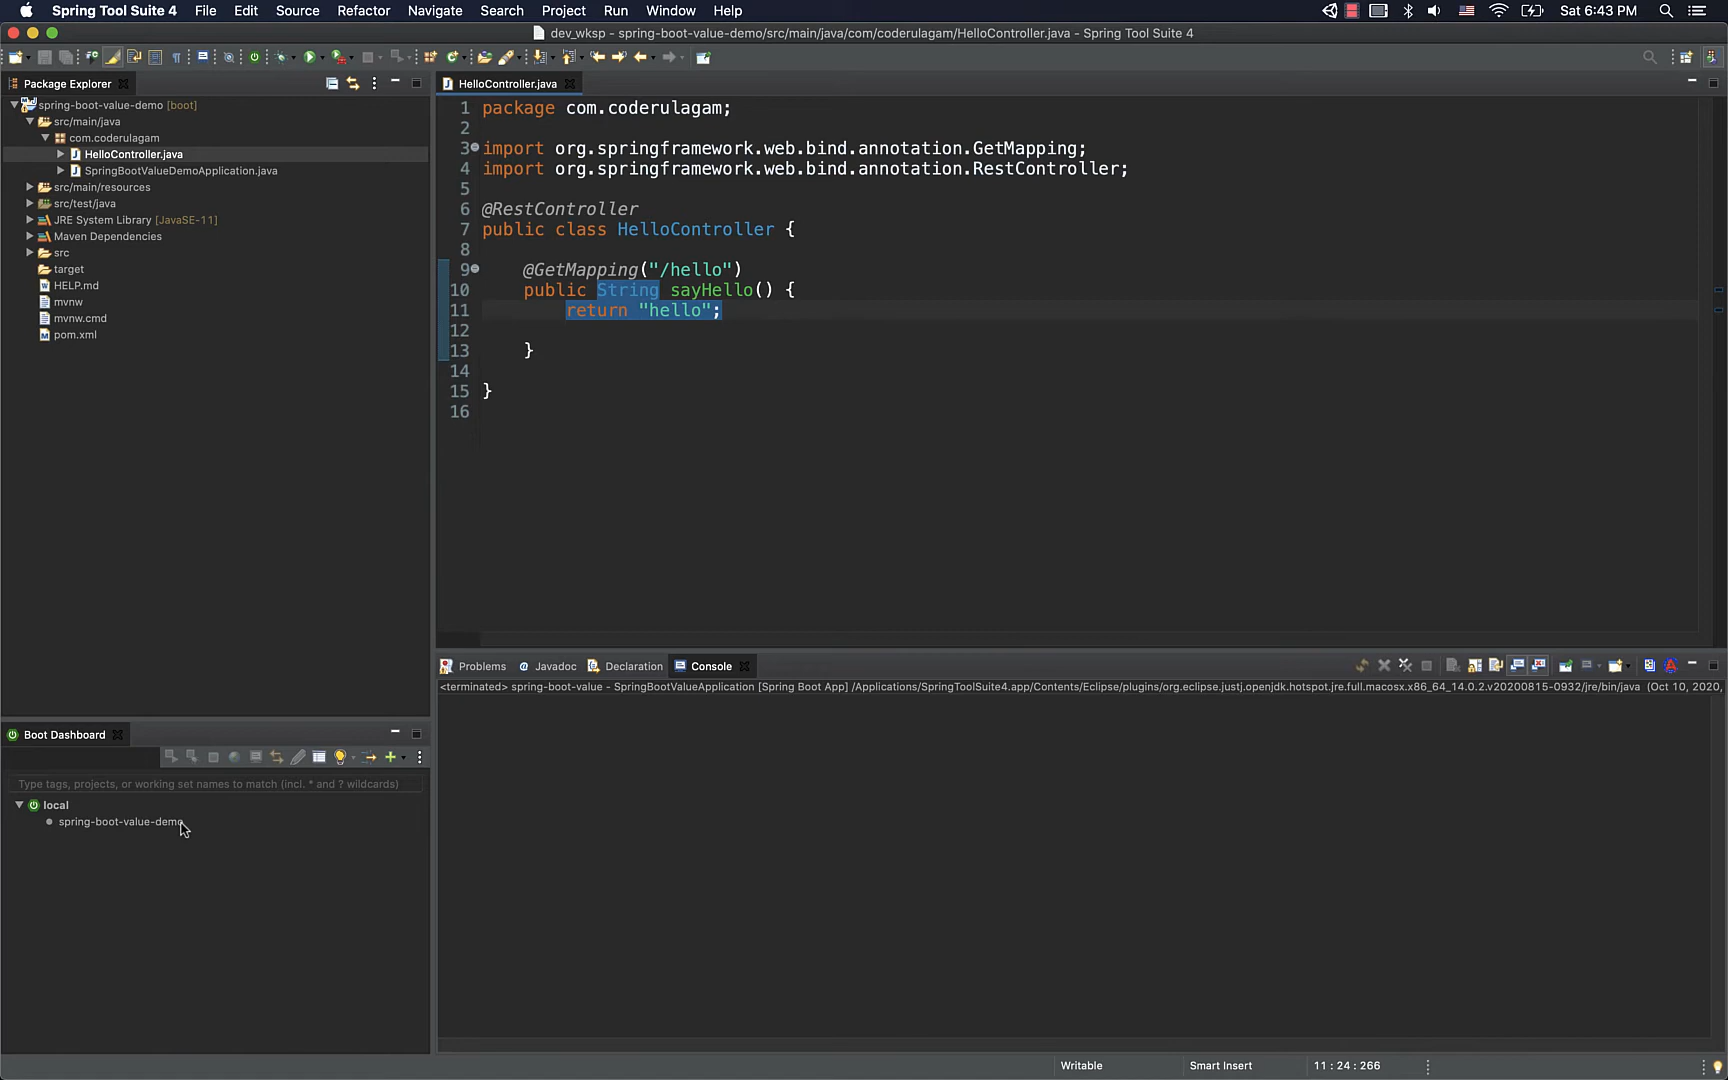 Spring Tool Suite 4 File Edit Source Refactor Navigate Search Project Run Window Help Sat 6:43 PM
dev_wksp - spring-boot-value-demo/src/main/java/com/coderulagam/HelloController.java - Spring Tool Suite 4
Package Explorer
spring-boot-value-demo [boot]
src/main/java
com.coderulagam
HelloController.java
SpringBootValueDemoApplication.java
src/main/resources
src/test/java
JRE System Library [JavaSE-11]
Maven Dependencies
src
target
HELP.md
mvnw
mvnw.cmd
pom.xml
HelloController.java
1 package com.coderulagam;
2
3 import org.springframework.web.bind.annotation.GetMapping;
4 import org.springframework.web.bind.annotation.RestController;
5
6 @RestController
7 public class HelloController {
8
9 @GetMapping("/hello")
10 public String sayHello() {
11 return "hello";
12
13 }
14
15 }
16
Boot Dashboard
Type tags, projects, or working set names to match (incl. * and ? wildcards)
local
spring-boot-value-demo
Problems Javadoc Declaration Console
<terminated> spring-boot-value - SpringBootValueApplication [Spring Boot App] /Applications/SpringToolSuite4.app/Contents/Eclipse/plugins/org.eclipse.justj.openjdk.hotspot.jre.full.macosx.x86_64_14.0.2.v20200815-0932/jre/bin/java (Oct 10, 2020,
Writable Smart Insert 11 : 24 : 266